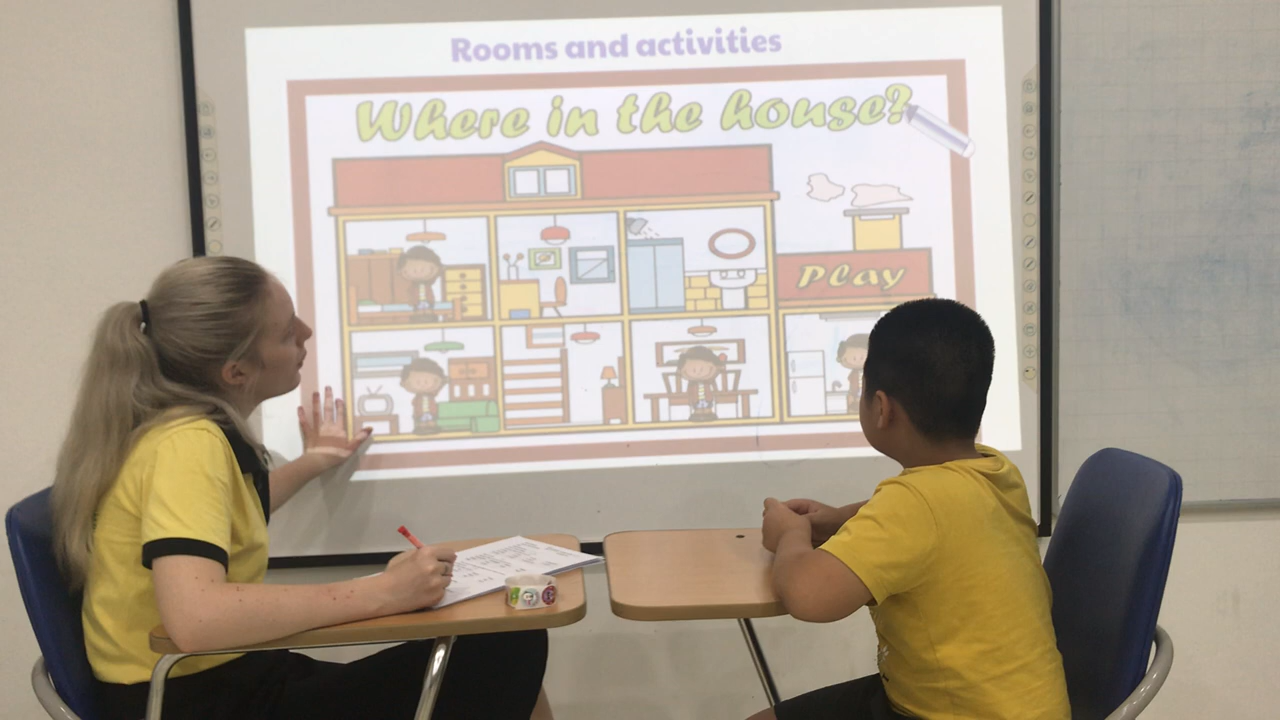 Rooms and activities
Where in the house?
Play